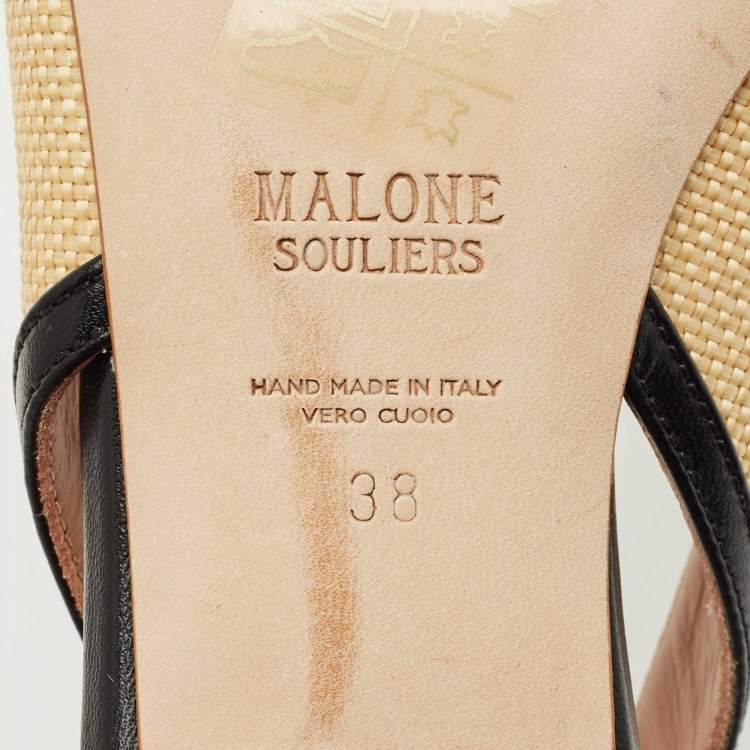 MALONE
SOULIERS
HAND MADE IN ITALY
VERO CUOIO
38